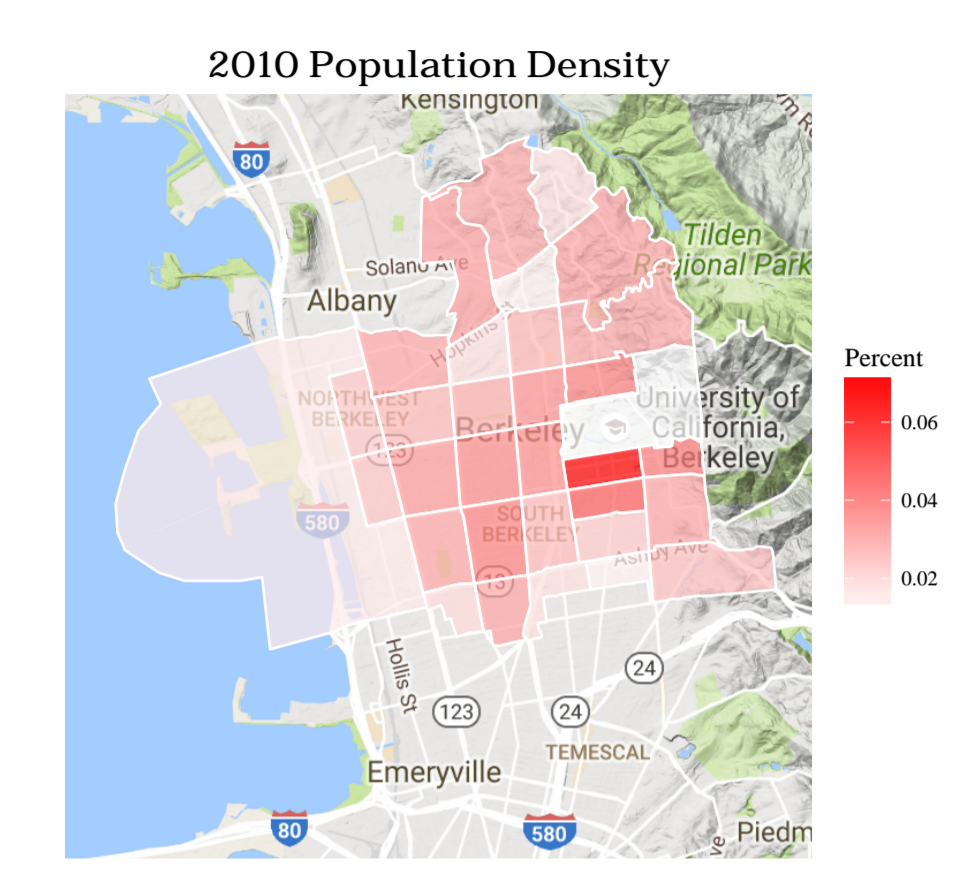 2010 Population Density
Kensington
80
Tilden
Regional Park
Solano Ave
Albany
Hopkins St
Percent
NORTHWEST
BERKELEY
University of
California,
Berkeley
0.06
Berkeley
123
0.04
580
SOUTH
BERKELEY
Ashby Ave
0.02
13
Hollis St
24
123
24
TEMESCAL
Emeryville
80
580
Piedm
ve